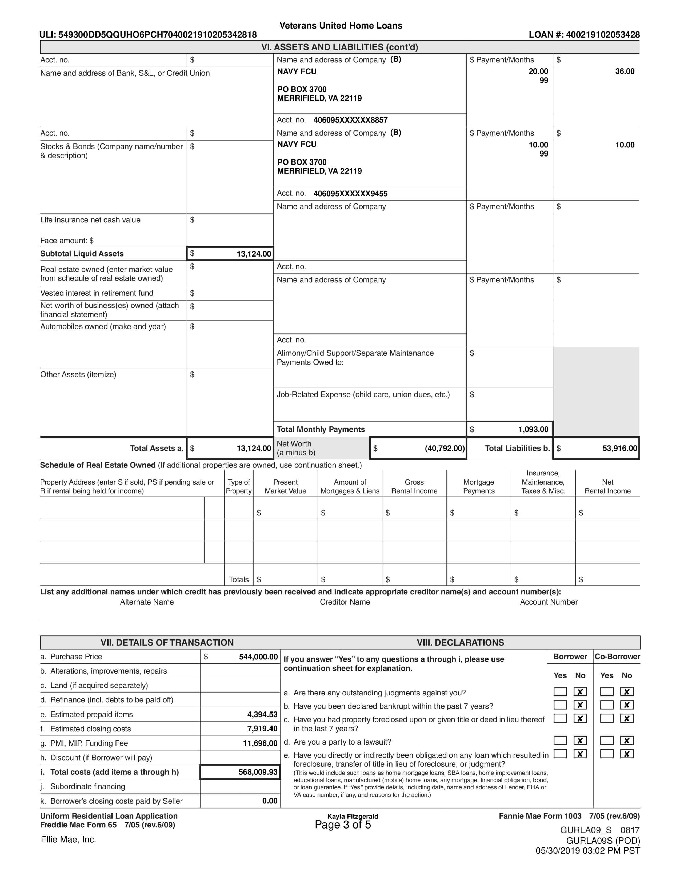 Veterans United Home Loans
ULI: 549300DD5QQUHO6PCH7040021910205342818 LOAN #: 400219102053428
VI. ASSETS AND LIABILITIES (cont'd)
Acct. no. $ Name and address of Company (B) $ Payment/Months $
Name and address of Bank, S&L, or Credit Union NAVY FCU 20.00 36.00
99
PO BOX 3700
MERRIFIELD, VA 22119
Acct. no. 406095XXXXXX8857
Acct. no. $ Name and address of Company (B) $ Payment/Months $
Stocks & Bonds (Company name/number $ NAVY FCU 10.00 10.00
& description) 99
PO BOX 3700
MERRIFIELD, VA 22119
Acct. no. 406095XXXXXX9455
Name and address of Company $ Payment/Months $
Life insurance net cash value $
Face amount: $
Subtotal Liquid Assets $ 13,124.00
Real estate owned (enter market value $ Acct. no.
from schedule of real estate owned) Name and address of Company $ Payment/Months $
Vested interest in retirement fund $
Net worth of business(es) owned (attach $
financial statement)
Automobiles owned (make and year) $
Acct. no.
Alimony/Child Support/Separate Maintenance $
Payments Owed to:
Other Assets (itemize) $
Job-Related Expense (child care, union dues, etc.) $
Total Monthly Payments $ 1,093.00
Total Assets a. $ 13,124.00 Net Worth $ (40,792.00) Total Liabilities b. $ 53,916.00
(a minus b)
Schedule of Real Estate Owned (If additional properties are owned, use continuation sheet.)
Insurance,
Property Address (enter S if sold, PS if pending sale or Type of Present Amount of Gross Mortgage Maintenance, Net
R if rental being held for income) Property Market Value Mortgages & Liens Rental Income Payments Taxes & Misc. Rental Income
$ $ $ $ $ $
Totals $ $ $ $ $ $
List any additional names under which credit has previously been received and indicate appropriate creditor name(s) and account number(s):
Alternate Name Creditor Name Account Number
VII. DETAILS OF TRANSACTION VIII. DECLARATIONS
a. Purchase Price $ 544,000.00 If you answer "Yes" to any questions a through i, please use Borrower Co-Borrower
continuation sheet for explanation.
b. Alterations, improvements, repairs Yes No Yes No
c. Land (if acquired separately)
a. Are there any outstanding judgments against you? X X
d. Refinance (incl. debts to be paid off)
b. Have you been declared bankrupt within the past 7 years? X X
e. Estimated prepaid items 4,394.53
c. Have you had property foreclosed upon or given title or deed in lieu thereof X X
f. Estimated closing costs 7,919.40 in the last 7 years?
g. PMI, MIP, Funding Fee 11,696.00 d. Are you a party to a lawsuit? X X
h. Discount (if Borrower will pay) e. Have you directly or indirectly been obligated on any loan which resulted in X X
foreclosure, transfer of title in lieu of foreclosure, or judgment?
i. Total costs (add items a through h) 568,009.93 (This would include such loans as home mortgage loans, SBA loans, home improvement loans,
educational loans, manufactured (mobile) home loans, any mortgage, financial obligation, bond,
j. Subordinate financing or loan guarantee. If "Yes" provide details, including date, name and address of Lender, FHA or
VA case number, if any, and reasons for the action.)
k. Borrower's closing costs paid by Seller 0.00
Uniform Residential Loan Application Kayla Fitzgerald Fannie Mae Form 1003 7/05 (rev.6/09)
Freddie Mac Form 65 7/05 (rev.6/09) Page 3 of 5
GURLA09_S 0817
Ellie Mae, Inc. GURLA09S (POD)
05/30/2019 03:02 PM PST